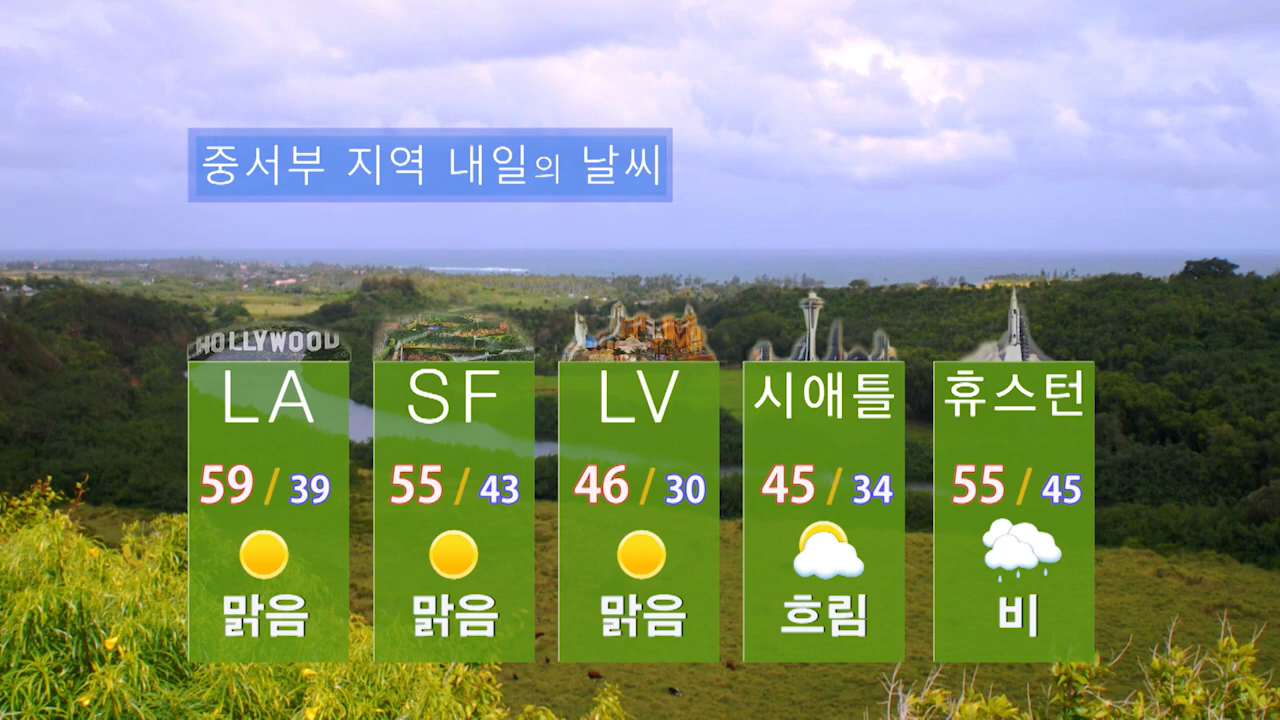 중서부 지역 내일의 날씨
HOLLYWOOD
LA
59 / 39
맑음
SF
55 / 43
맑음
LV
46 / 30
맑음
시애틀
45 / 34
흐림
휴스턴
55 / 45
비